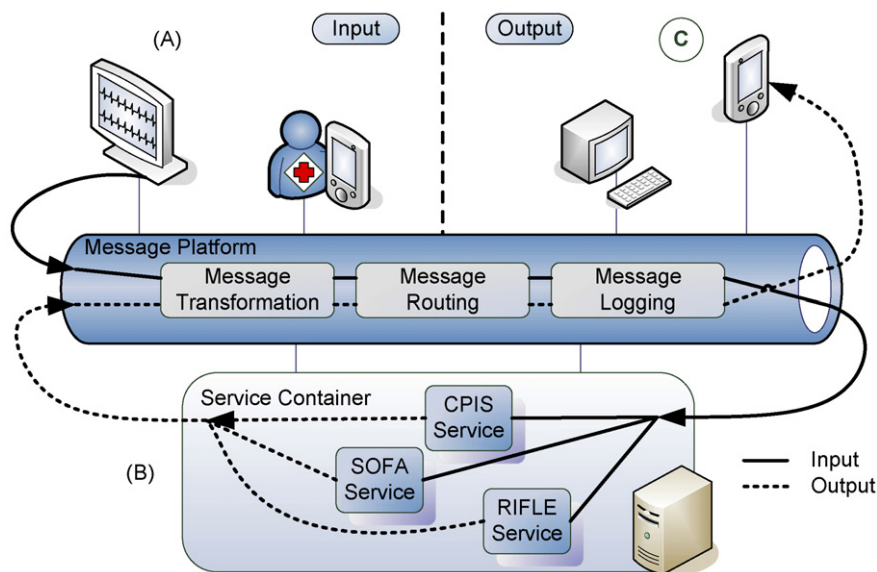 (A)
Input
Output
C
Message Platform
Message
Transformation
Message
Routing
Message
Logging
Service Container
CPIS
Service
SOFA
Service
RIFLE
Service
(B)
Input
Output